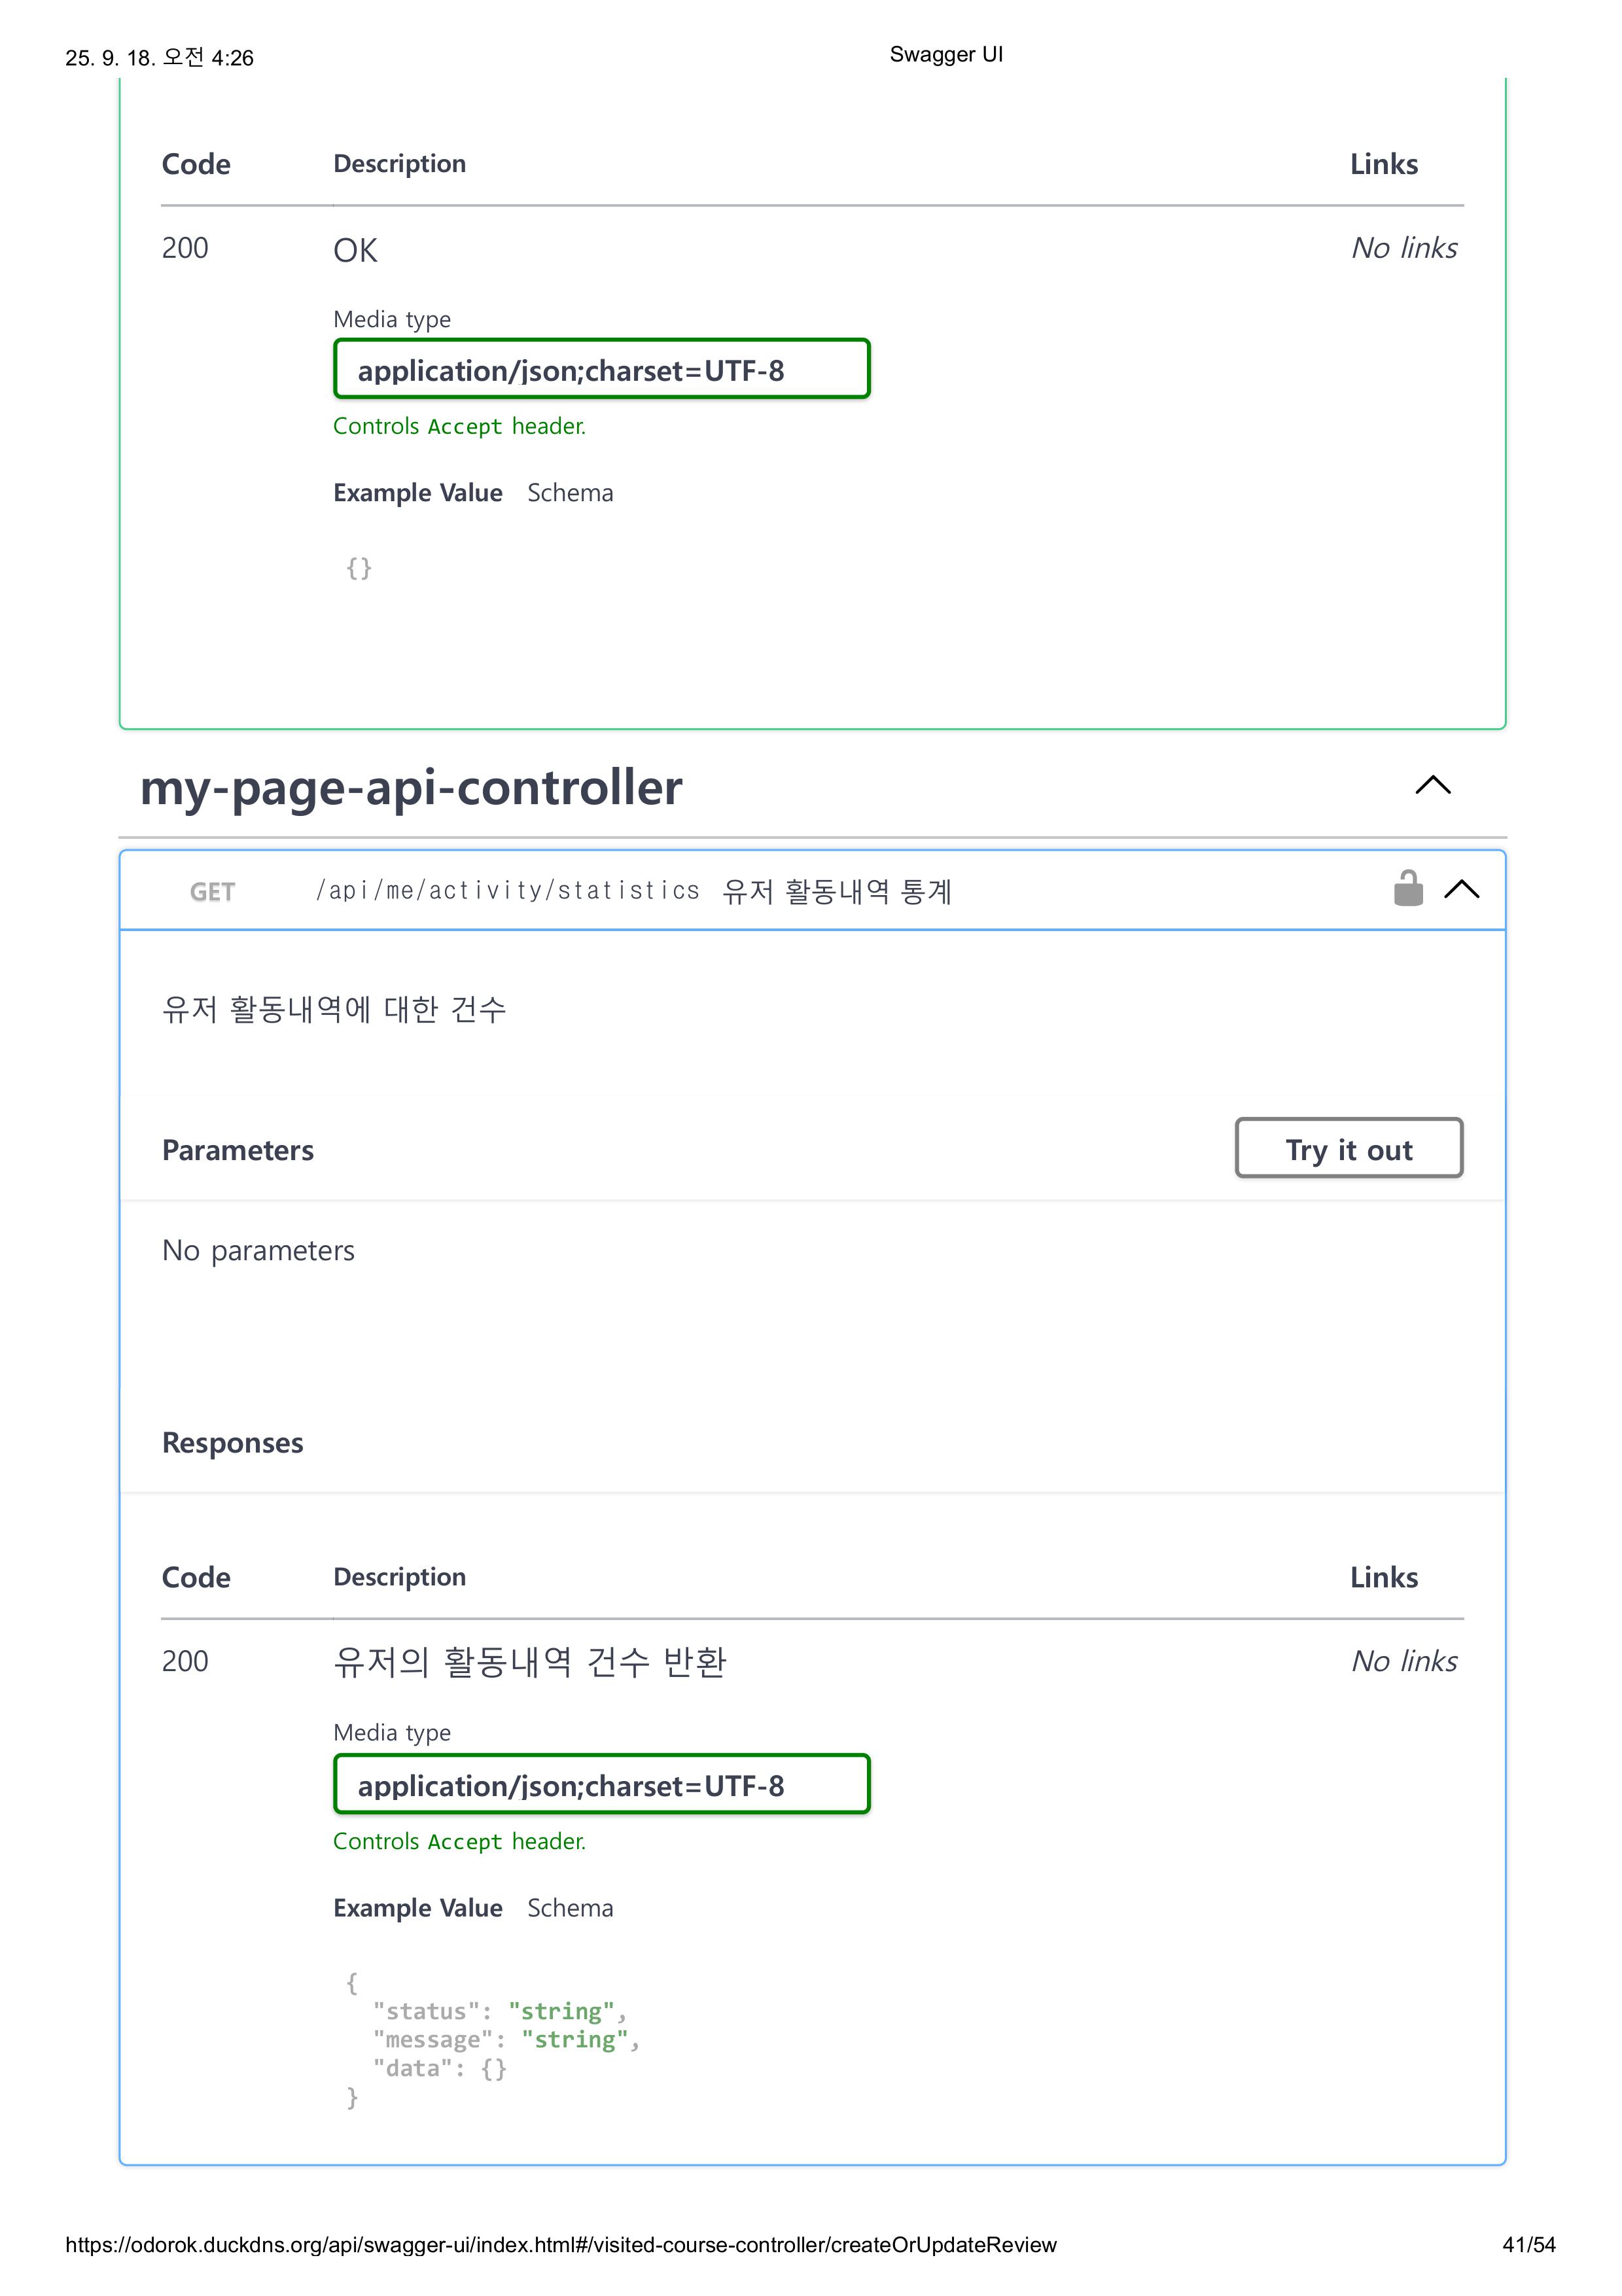 25. 9. 18. 오전 4:26 Swagger UI
Code Description Links
200 OK No links
Media type
application/json;charset=UTF-8
Controls Accept header.
Example Value Schema
{}
my-page-api-controller
GET /api/me/activity/statistics 유저 활동내역 통계
유저 활동내역에 대한 건수
Parameters Try it out
No parameters
Responses
Code Description Links
200 유저의 활동내역 건수 반환 No links
Media type
application/json;charset=UTF-8
Controls Accept header.
Example Value Schema
{
"status": "string",
"message": "string",
"data": {}
}
https://odorok.duckdns.org/api/swagger-ui/index.html#/visited-course-controller/createOrUpdateReview 41/54